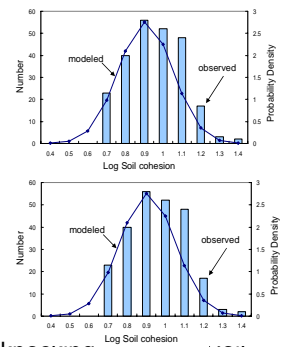 60 3
50 2.5
40 2
30 1.5
20 1
10 0.5
0 0
Number
Probability Density
modeled
observed
0.4 0.5 0.6 0.7 0.8 0.9 1 1.1 1.2 1.3 1.4
Log Soil cohesion
60 3
50 2.5
40 2
30 1.5
20 1
10 0.5
0 0
Number
Probability Density
modeled
observed
0.4 0.5 0.6 0.7 0.8 0.9 1 1.1 1.2 1.3 1.4
Log Soil cohesion